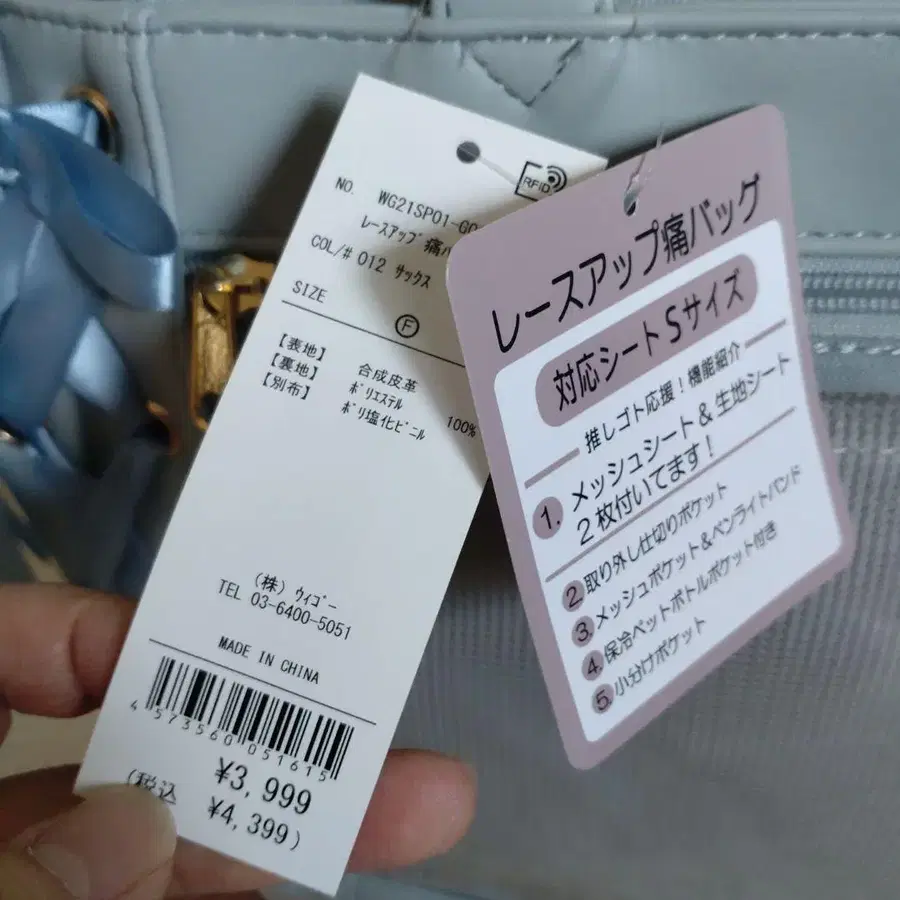 RFID
NO. WG21SP01-G0
レースアップ 痛バ
COL/# 012 サックス
SIZE
F
【表地】 合成皮革
【裏地】 ポリエステル 100%
【別布】 ポリ塩化ビニル
(株) ウィゴー
TEL 03-6400-5051
MADE IN CHINA
4 573560 051615
¥3,999
(税込 ¥4,399)
レースアップ痛バッグ
対応シート Sサイズ
推しゴト応援！機能紹介
1. メッシュシート & 生地シート
2枚付いてます！
2 取り外し仕切りポケット
3. メッシュポケット&ペンライトバンド
4. 保冷ペットボトルポケット付き
5. 小分けポケット